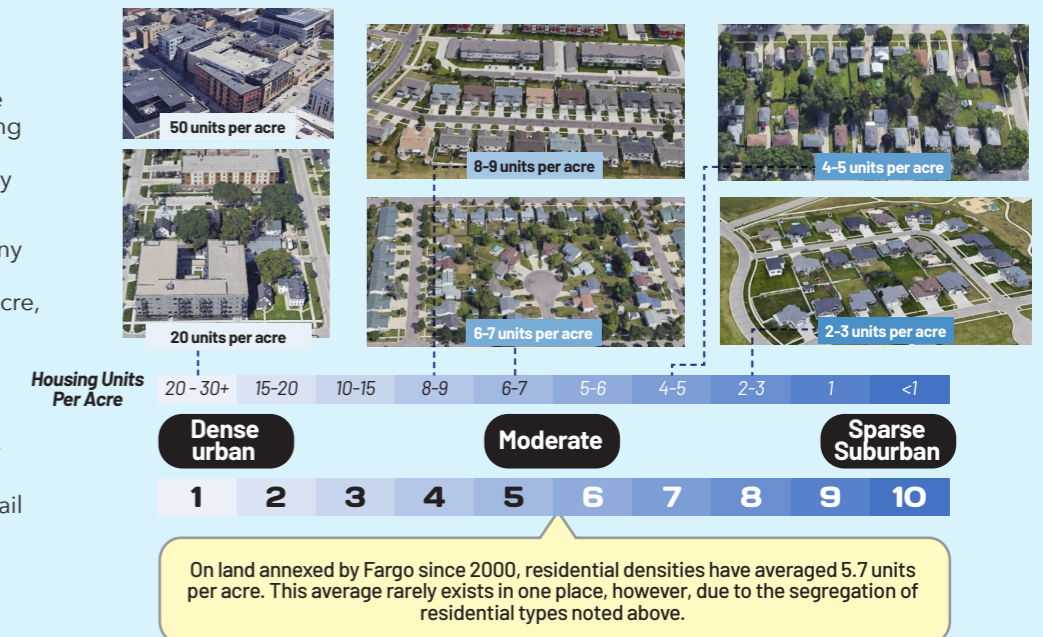 e
ng
y
ny
cre,
ail
50 units per acre
20 units per acre
8-9 units per acre
6-7 units per acre
4-5 units per acre
2-3 units per acre
Housing Units
Per Acre
20 - 30+ 15-20 10-15 8-9 6-7 5-6 4-5 2-3 1 <1
Dense
urban
Moderate
Sparse
Suburban
1 2 3 4 5 6 7 8 9 10
On land annexed by Fargo since 2000, residential densities have averaged 5.7 units
per acre. This average rarely exists in one place, however, due to the segregation of
residential types noted above.